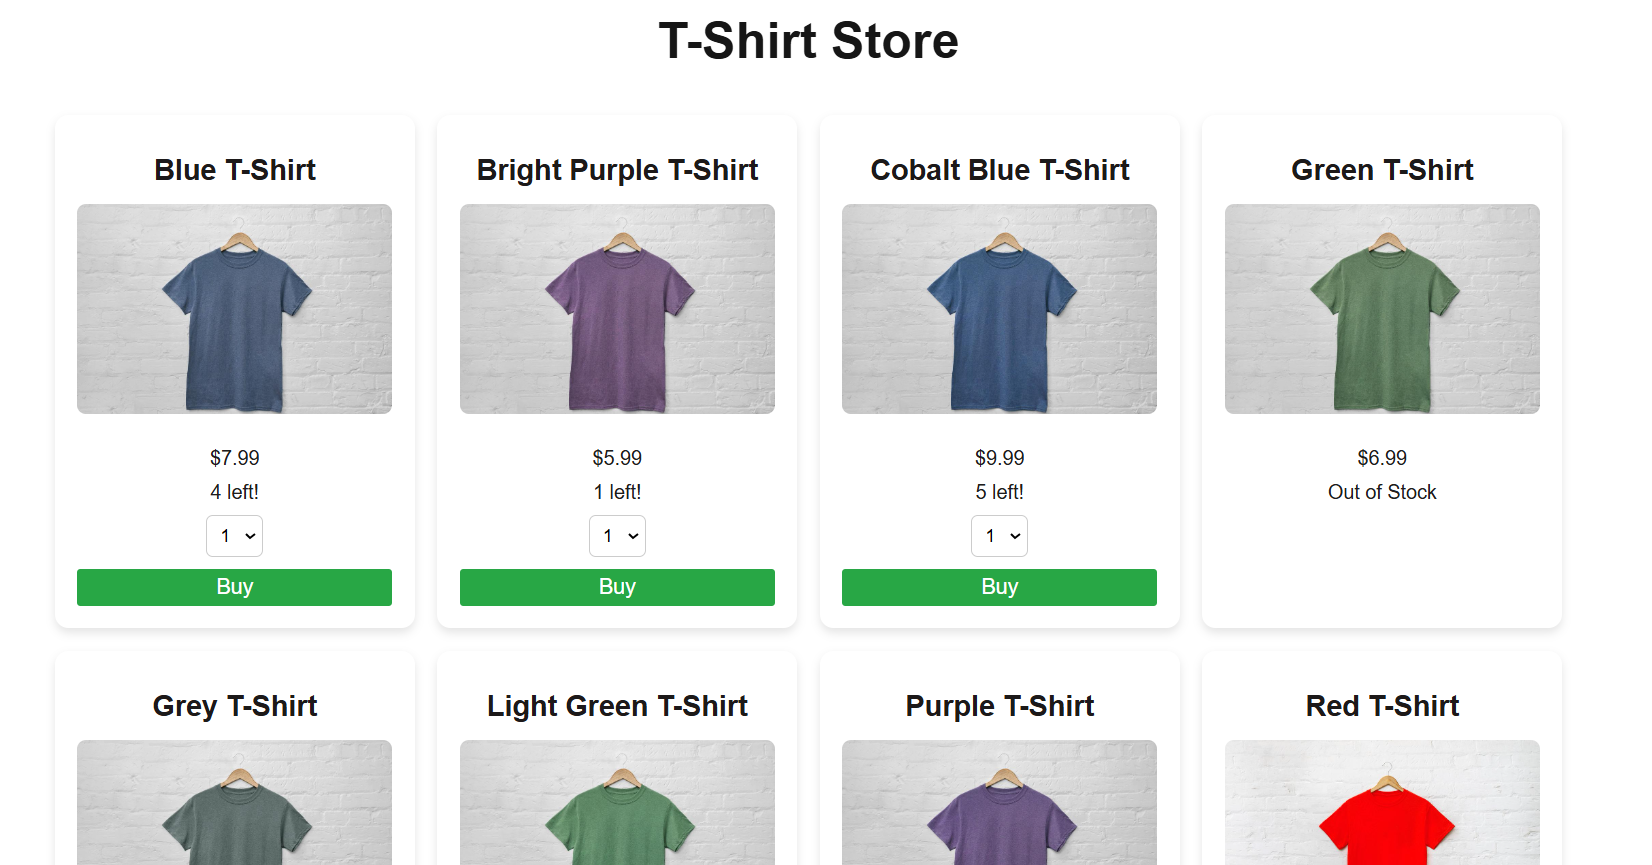 T-Shirt Store
Blue T-Shirt
$7.99
4 left!
1
Buy
Bright Purple T-Shirt
$5.99
1 left!
1
Buy
Cobalt Blue T-Shirt
$9.99
5 left!
1
Buy
Green T-Shirt
$6.99
Out of Stock
Grey T-Shirt
Light Green T-Shirt
Purple T-Shirt
Red T-Shirt